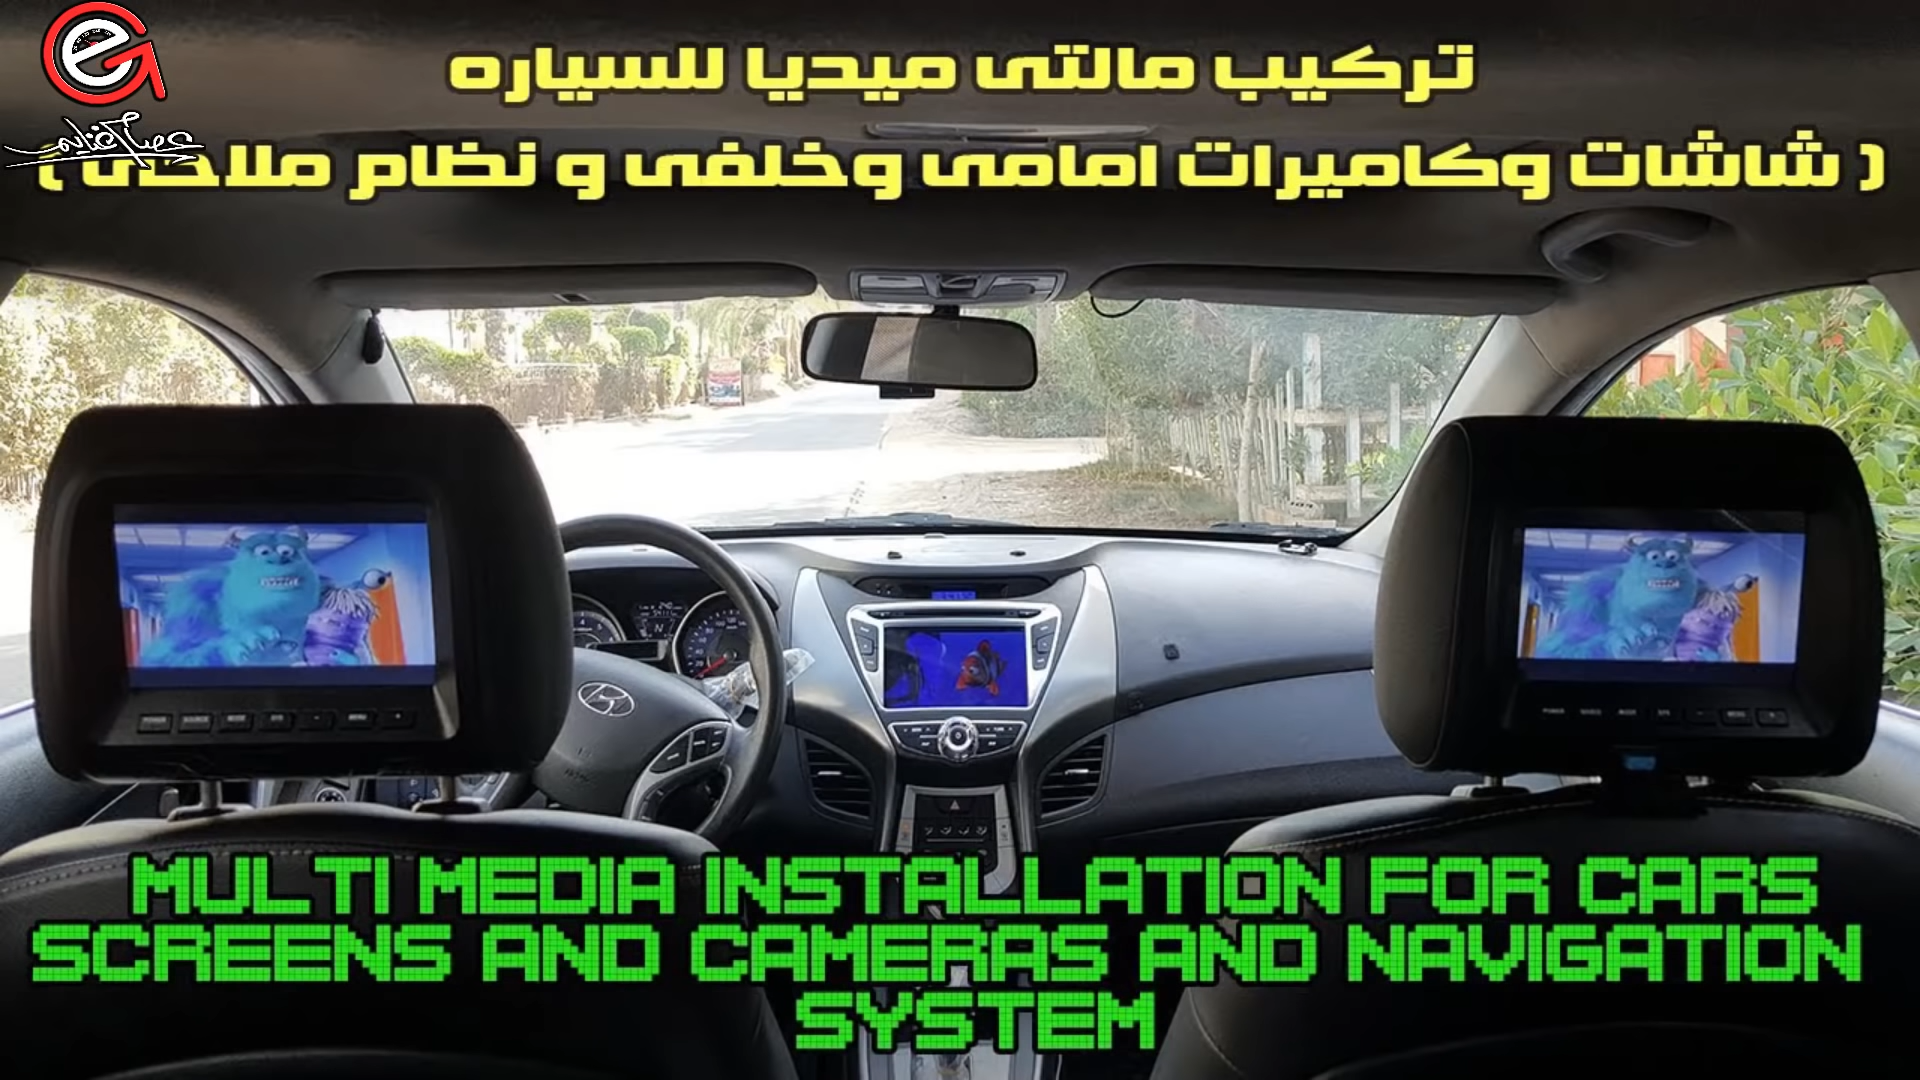 تركيب مالتى ميديا للسياره
( شاشات وكاميرات امامى وخلفى و نظام ملاحى )
MULTI MEDIA INSTALLATION FOR CARS
SCREENS AND CAMERAS AND NAVIGATION
SYSTEM